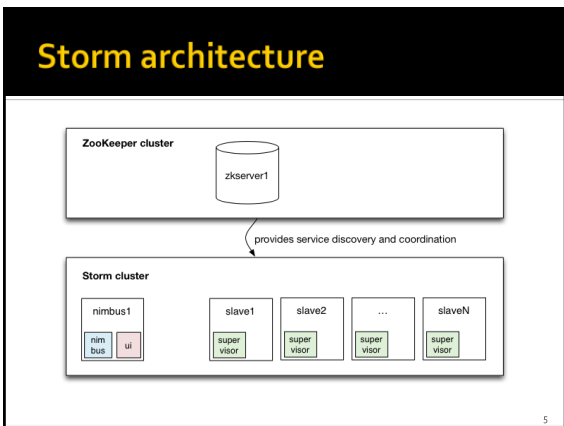 Storm architecture
ZooKeeper cluster
zkserver1
provides service discovery and coordination
Storm cluster
nimbus1
nim
bus
ui
slave1
super
visor
slave2
super
visor
...
super
visor
slaveN
super
visor
5